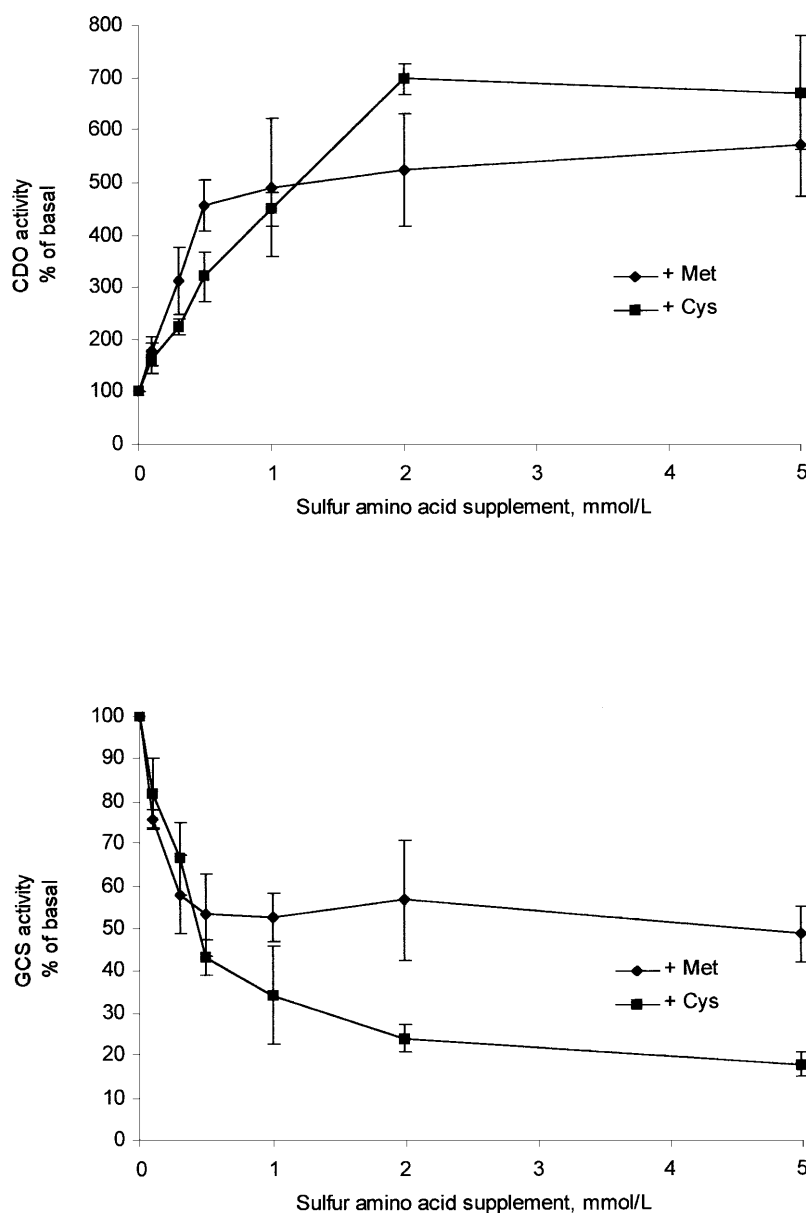 800
700
600
500
400
300
200
100
0
CDO activity
% of basal
+ Met
+ Cys
0 1 2 3 4 5
Sulfur amino acid supplement, mmol/L
100
90
80
70
60
50
40
30
20
10
0
GCS activity
% of basal
+ Met
+ Cys
0 1 2 3 4 5
Sulfur amino acid supplement, mmol/L